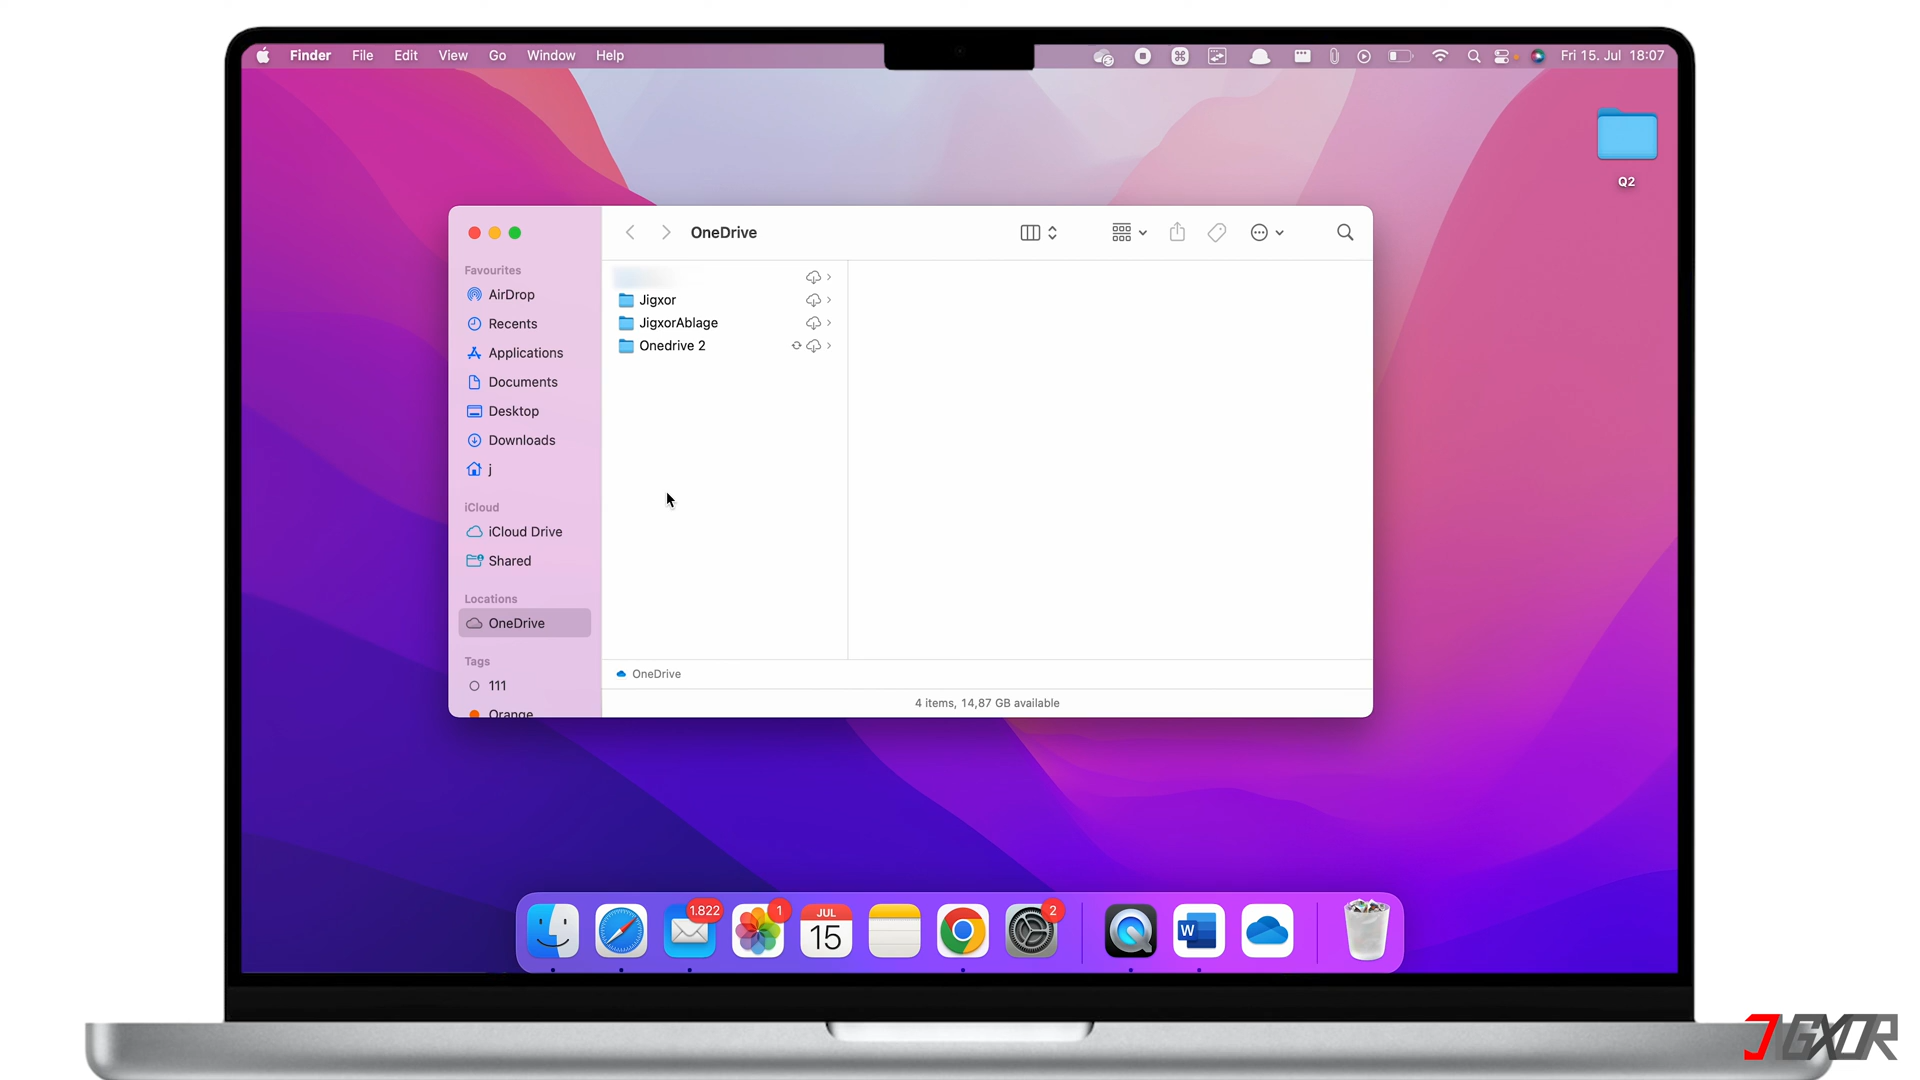 Finder File Edit View Go Window Help Fri 15. Jul 18:07
Q2
OneDrive
Favourites
AirDrop
Recents
Applications
Documents
Desktop
Downloads
j
iCloud
iCloud Drive
Shared
Locations
OneDrive
Tags
111
Orange
Jigxor
JigxorAblage
Onedrive 2
OneDrive
4 items, 14,87 GB available
1.822
1
JUL
15
2
W
JIGXOR